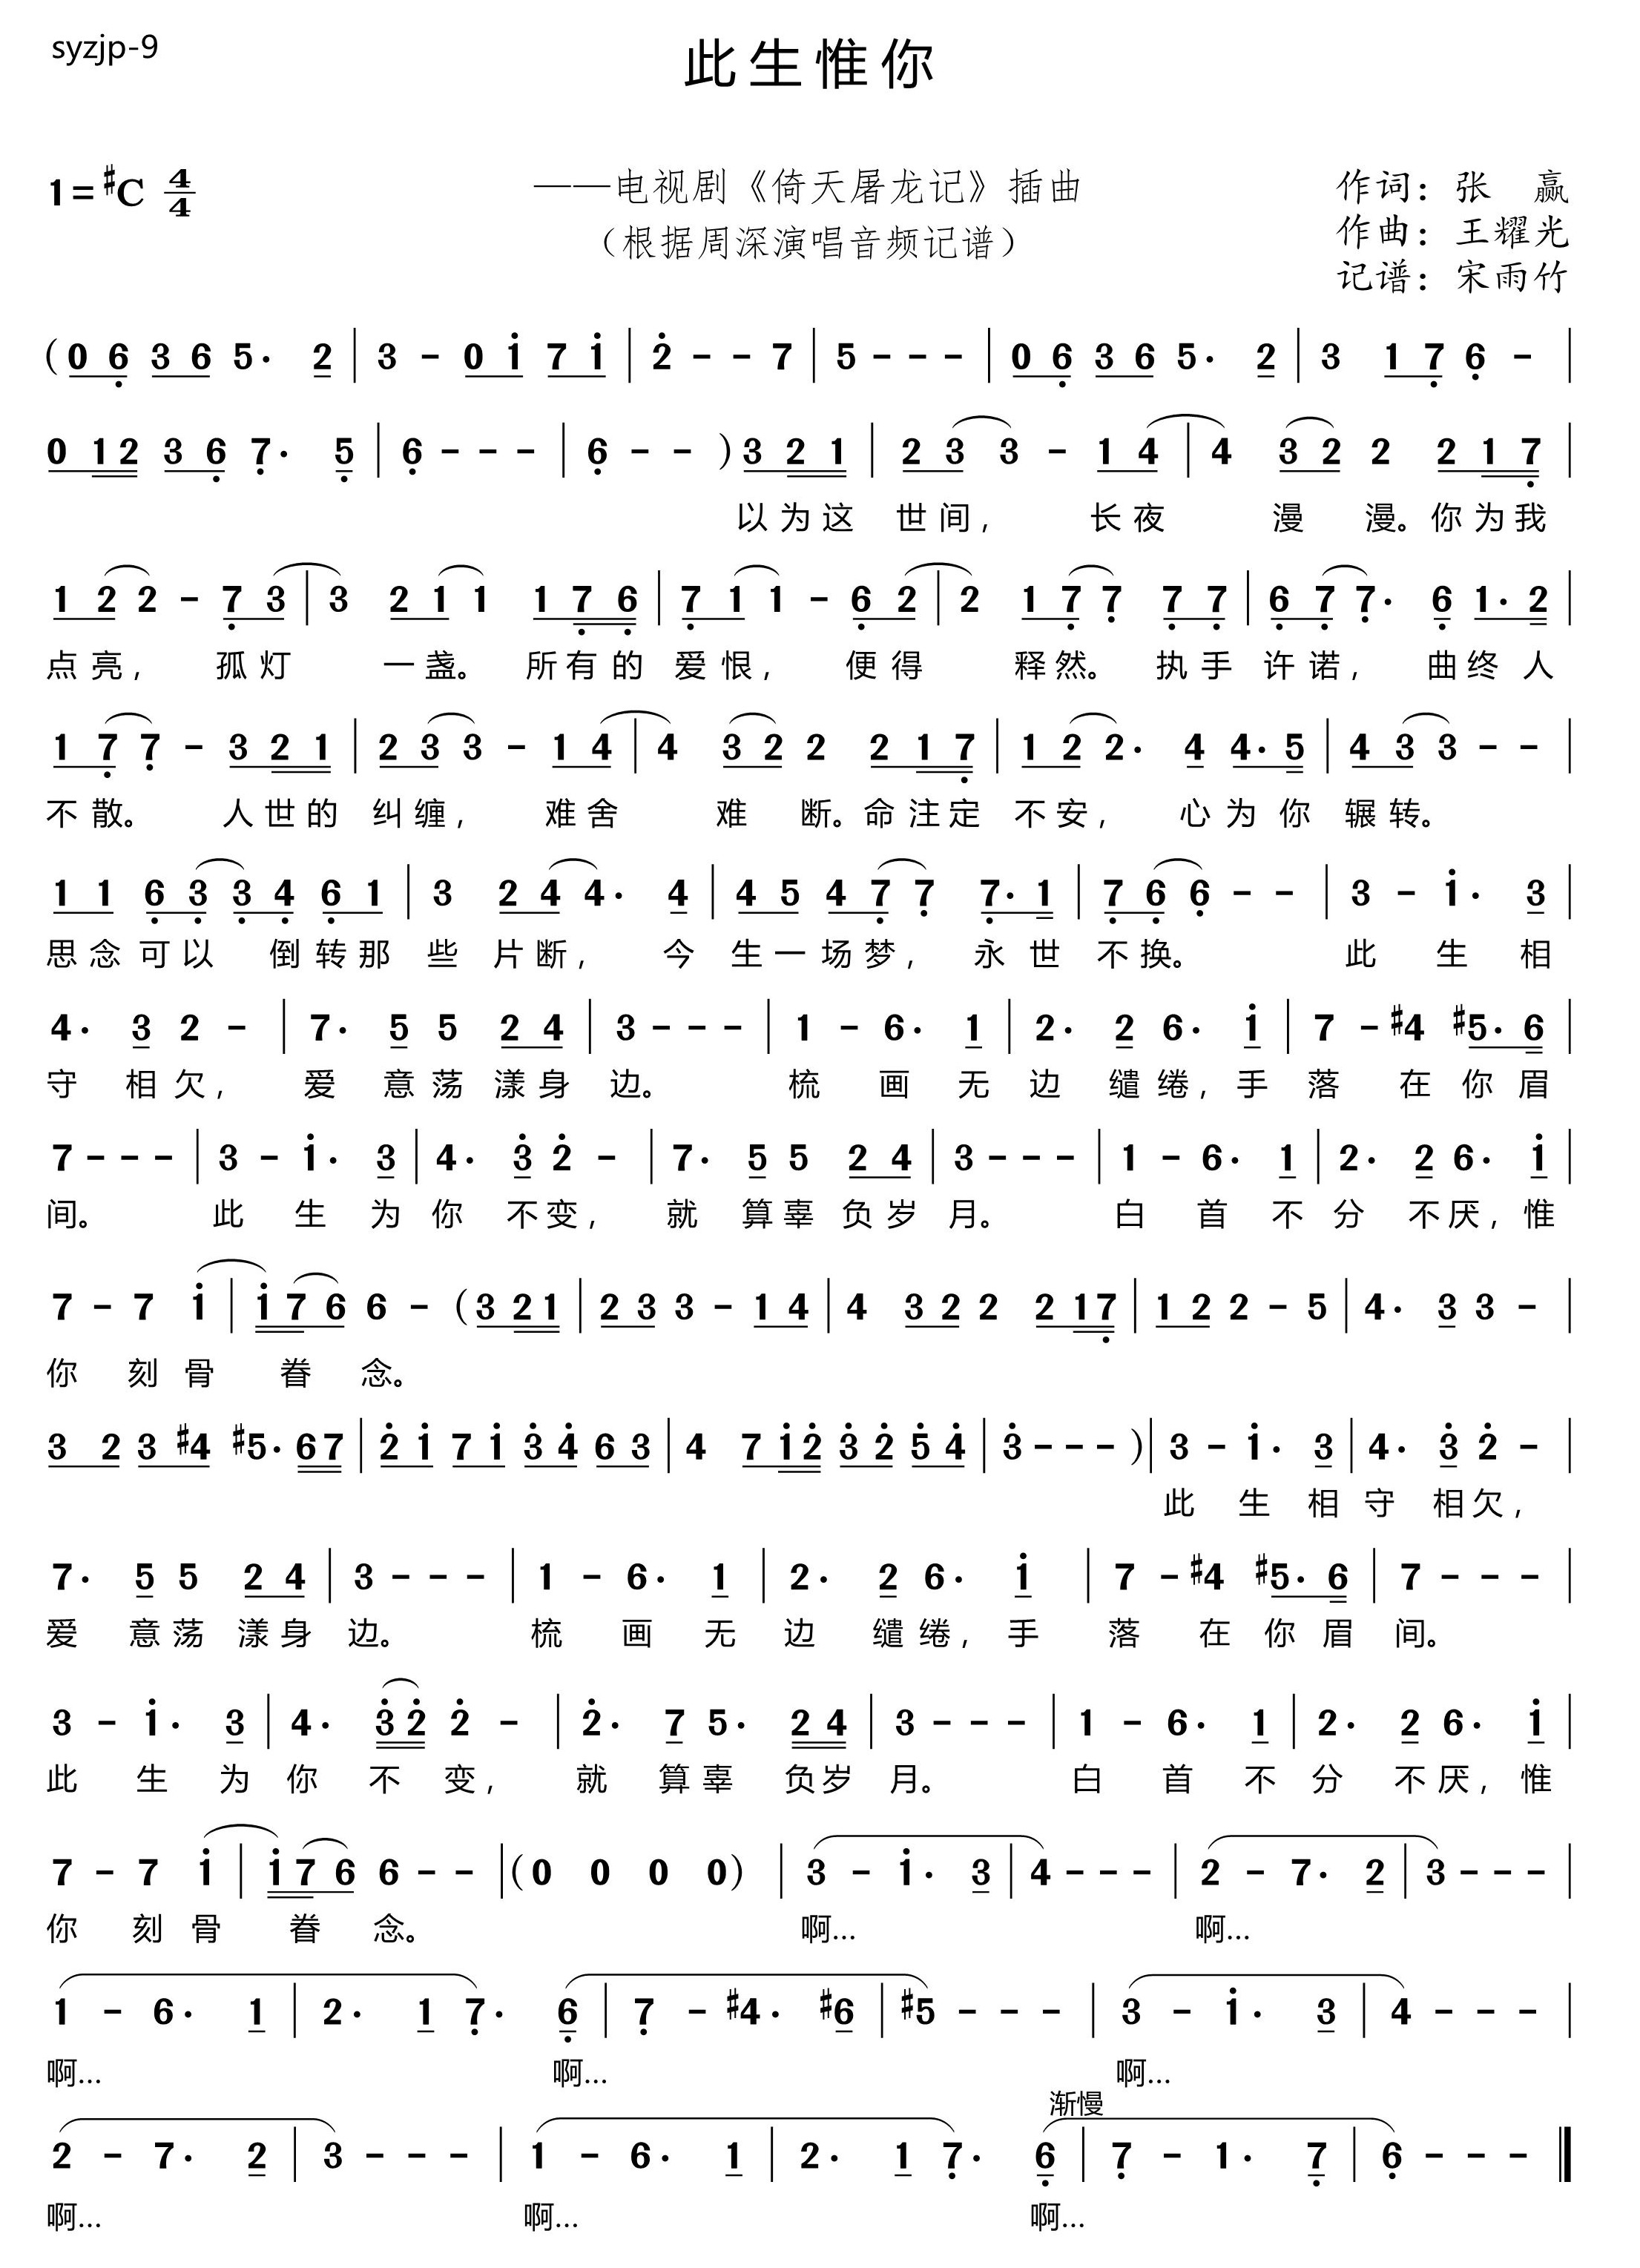 syzjp-9
此生惟你
1=♯C 4/4
——电视剧《倚天屠龙记》插曲
(根据周深演唱音频记谱)
作词：张　赢
作曲：王耀光
记谱：宋雨竹
(0 6̣ 3 6 5· 2 | 3 - 0 1̇ 7 1̇ | 2̇ - - 7 | 5 - - - | 0 6̣ 3 6 5· 2 | 3 1 7̣ 6̣ - |
0 1 2 3 6̣ 7̣· 5̣ | 6̣ - - - | 6̣ - - ) 3 2 1 | 2 3 3 - 1 4 | 4 3 2 2 2 1 7̣ |
以为这 世间， 长夜 漫 漫。你为我
1 2 2 - 7̣ 3 | 3 2 1 1 1 7̣ 6̣ | 7̣ 1 1 - 6̣ 2 | 2 1 7̣ 7̣ 7̣ 7̣ | 6̣ 7̣ 7̣· 6̣ 1· 2 |
点亮， 孤灯 一盏。 所有的 爱恨， 便得 释然。 执手 许诺， 曲终 人
1 7̣ 7̣ - 3 2 1 | 2 3 3 - 1 4 | 4 3 2 2 2 1 7̣ | 1 2 2· 4 4· 5 | 4 3 3 - - |
不散。 人世的 纠缠， 难舍 难 断。命注定 不安， 心为你 辗转。
1 1 6̣ 3̣ 3̣ 4̣ 6̣ 1 | 3 2 4 4· 4 | 4 5 4 7̣ 7̣ 7̣· 1 | 7̣ 6̣ 6̣ - - | 3 - 1̇· 3 |
思念可以 倒转那 些 片断， 今 生一场梦， 永世 不换。 此 生 相
4· 3 2 - | 7· 5 5 2 4 | 3 - - - | 1 - 6· 1 | 2· 2 6· 1̇ | 7 - ♯4 ♯5· 6 |
守 相欠， 爱 意荡 漾身 边。 梳 画 无 边 缱绻，手 落 在 你眉
7 - - - | 3 - 1̇· 3 | 4· 3̇ 2̇ - | 7· 5 5 2 4 | 3 - - - | 1 - 6· 1 | 2· 2 6· 1̇ |
间。 此 生 为 你 不变， 就 算辜 负岁 月。 白 首 不 分 不厌，惟
7 - 7 1̇ | 1̇ 7 6 6 - (3 2 1 | 2 3 3 - 1 4 | 4 3 2 2 2 1 7̣ | 1 2 2 - 5 | 4· 3 3 - |
你 刻 骨 眷 念。
3 2 3 ♯4 ♯5· 6 7 | 2̇ 1̇ 7 1̇ 3̇ 4̇ 6 3 | 4 7 1̇ 2̇ 3̇ 2̇ 5̇ 4̇ | 3̇ - - - )| 3 - 1̇· 3 | 4· 3̇ 2̇ - |
此 生 相 守 相欠，
7· 5 5 2 4 | 3 - - - | 1 - 6· 1 | 2· 2 6· 1̇ | 7 - ♯4 ♯5· 6 | 7 - - - |
爱 意荡 漾身 边。 梳 画 无 边 缱绻， 手 落 在 你眉 间。
3 - 1̇· 3 | 4· 3̇ 2̇ 2̇ - | 2̇· 7 5· 2 4 | 3 - - - | 1 - 6· 1 | 2· 2 6· 1̇ |
此 生 为 你 不 变， 就 算辜 负岁 月。 白 首 不 分 不厌，惟
7 - 7 1̇ | 1̇ 7 6 6 - - |(0 0 0 0) | 3 - 1̇· 3 | 4 - - - | 2 - 7· 2 | 3 - - - |
你 刻 骨 眷 念。 啊… 啊…
1 - 6· 1 | 2· 1 7̣· 6̣ | 7̣ - ♯4· ♯6 | ♯5 - - - | 3 - 1̇· 3 | 4 - - - |
啊… 啊… 啊…
渐慢
2 - 7· 2 | 3 - - - | 1 - 6· 1 | 2· 1 7̣· 6̣ | 7̣ - 1· 7̣ | 6̣ - - - ‖
啊… 啊… 啊…